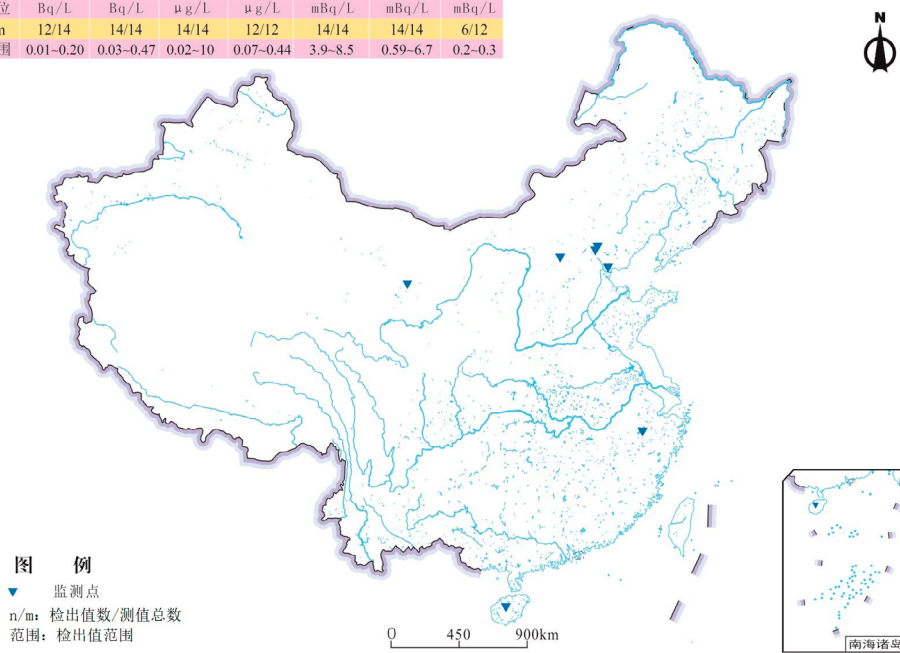 位 Bq/L Bq/L μg/L μg/L mBq/L mBq/L mBq/L
m 12/14 14/14 14/14 12/12 14/14 14/14 6/12
围 0.01~0.20 0.03~0.47 0.02~10 0.07~0.44 3.9~8.5 0.59~6.7 0.2~0.3
N
图 例
监测点
n/m: 检出值数/测值总数
范围: 检出值范围
0 450 900km
南海诸岛